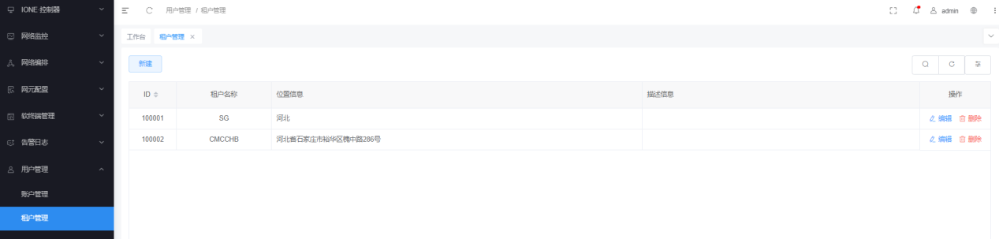 IONE-控制器
用户管理 / 租户管理
admin
网络监控
工作台 租户管理 ×
网络编排
新建
网元配置
ID 租户名称 位置信息 描述信息 操作
软终端管理
100001 SG 河北 编辑 删除
告警日志
100002 CMCCHB 河北省石家庄市裕华区槐中路286号 编辑 删除
用户管理
账户管理
租户管理